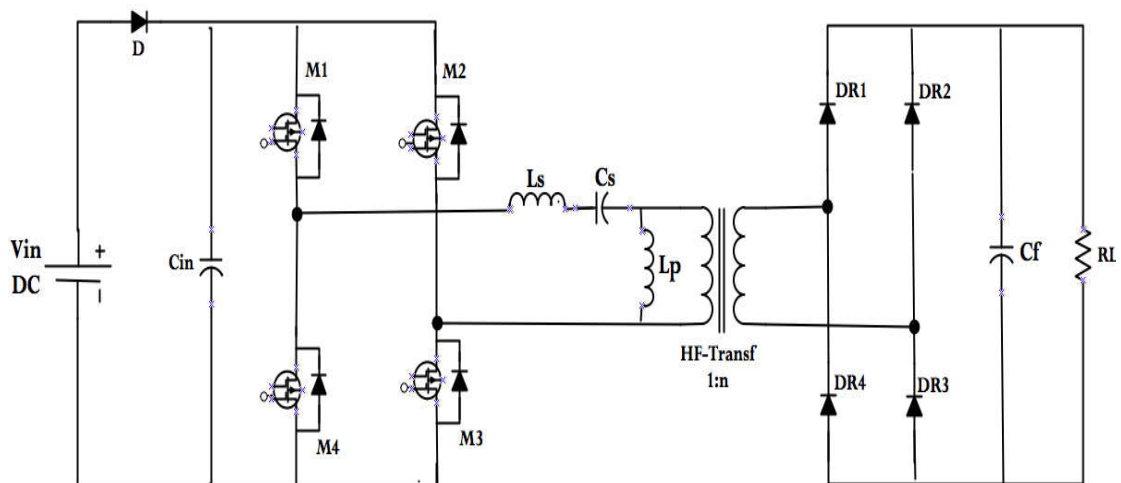 D
M1
M2
DR1
DR2
Ls
Cs
Vin
DC
+
−
Cin
Lp
Cf
RL
HF-Transf
1:n
DR4
DR3
M4
M3